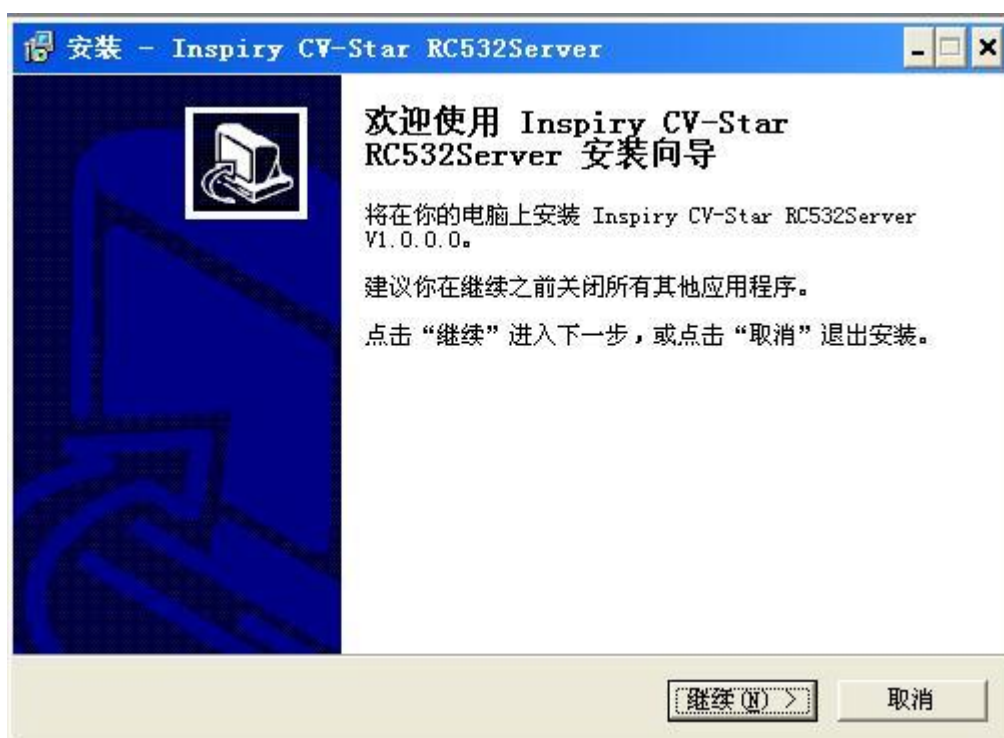 安装 - Inspiry CV-Star RC532Server
欢迎使用 Inspiry CV-Star
RC532Server 安装向导
将在你的电脑上安装 Inspiry CV-Star RC532Server
V1.0.0.0。
建议你在继续之前关闭所有其他应用程序。
点击“继续”进入下一步,或点击“取消”退出安装。
继续(N) >
取消